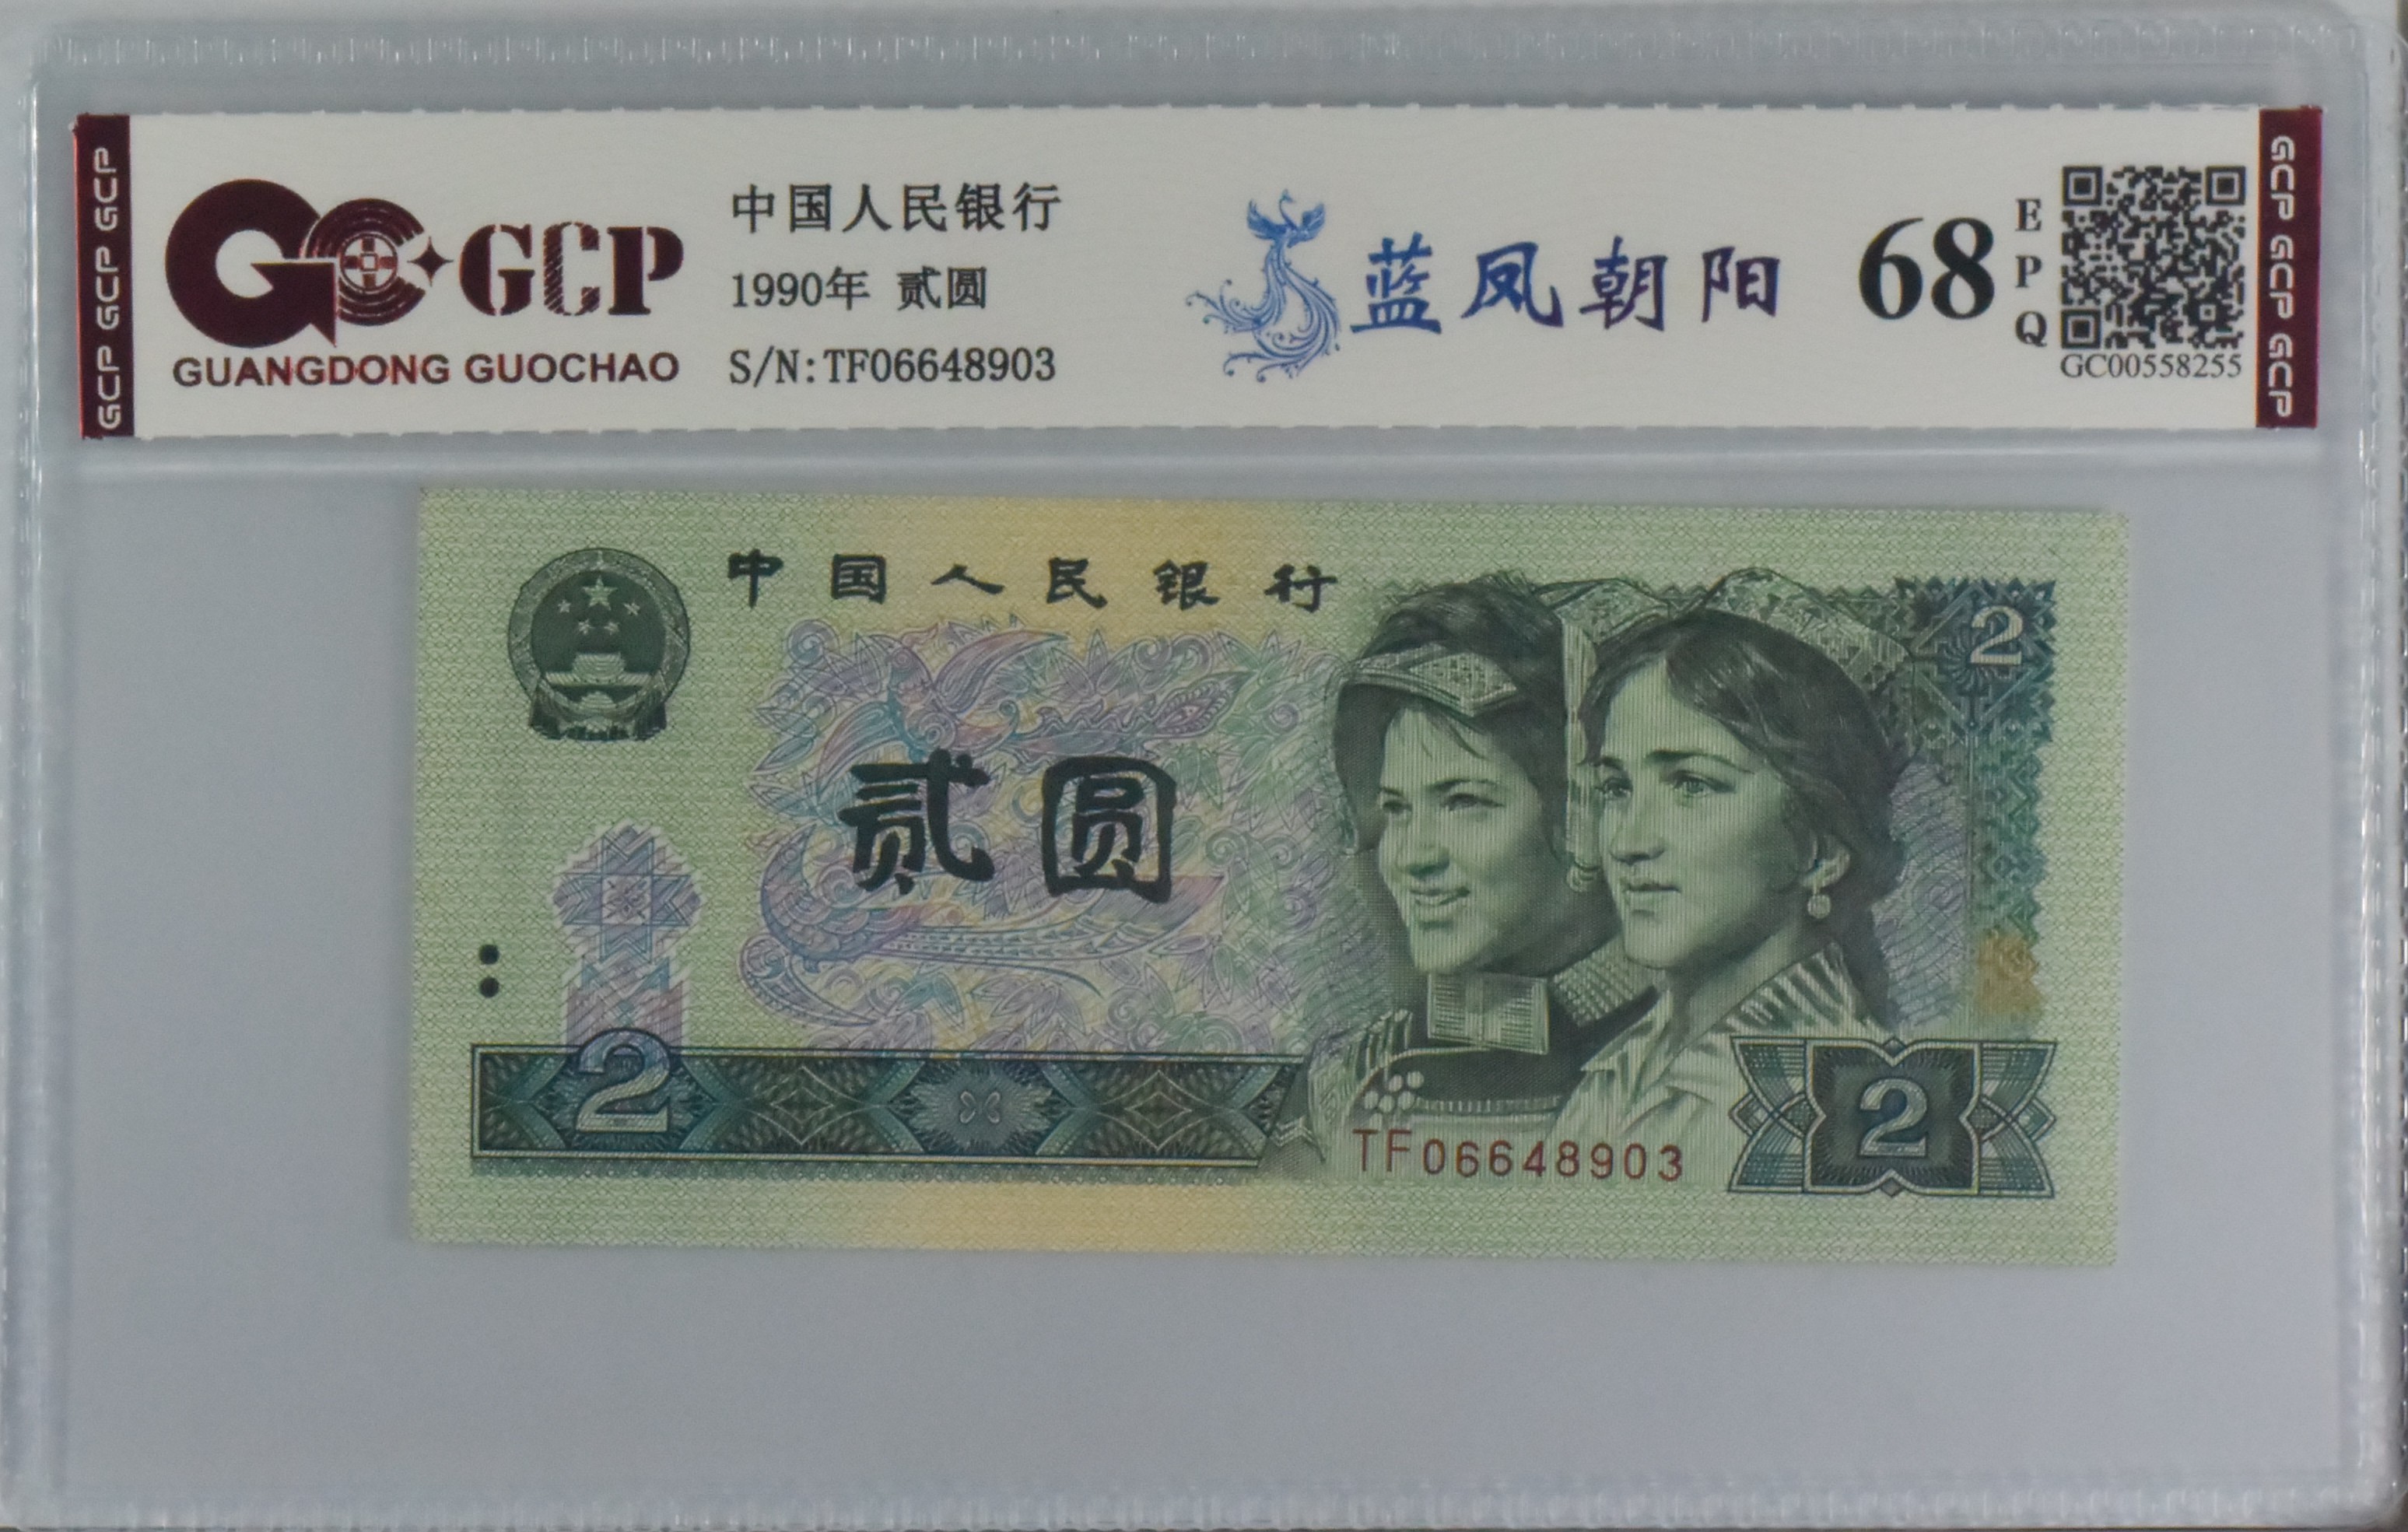 GCP GCP GCP
GCP
GUANGDONG GUOCHAO
中国人民银行
1990年 贰圆
S/N:TF06648903
蓝凤朝阳
68
EPQ
GC00558255
GCP GCP GCP
中国人民银行
2
贰圆
2
TF06648903
2